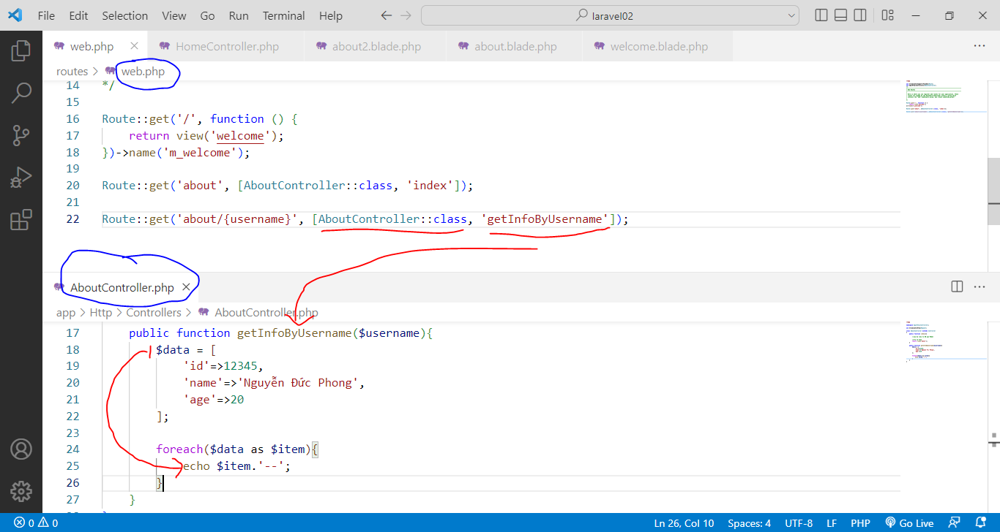 File Edit Selection View Go Run Terminal Help laravel02
web.php HomeController.php about2.blade.php about.blade.php welcome.blade.php
routes > web.php
14 */
15
16 Route::get('/', function () {
17     return view('welcome');
18 })->name('m_welcome');
19
20 Route::get('about', [AboutController::class, 'index']);
21
22 Route::get('about/{username}', [AboutController::class, 'getInfoByUsername']);
AboutController.php
app > Http > Controllers > AboutController.php
17     public function getInfoByUsername($username){
18         $data = [
19             'id'=>12345,
20             'name'=>'Nguyễn Đức Phong',
21             'age'=>20
22         ];
23
24         foreach($data as $item){
25             echo $item.'--';
26         }
27     }
0 0 Ln 26, Col 10 Spaces: 4 UTF-8 LF PHP Go Live